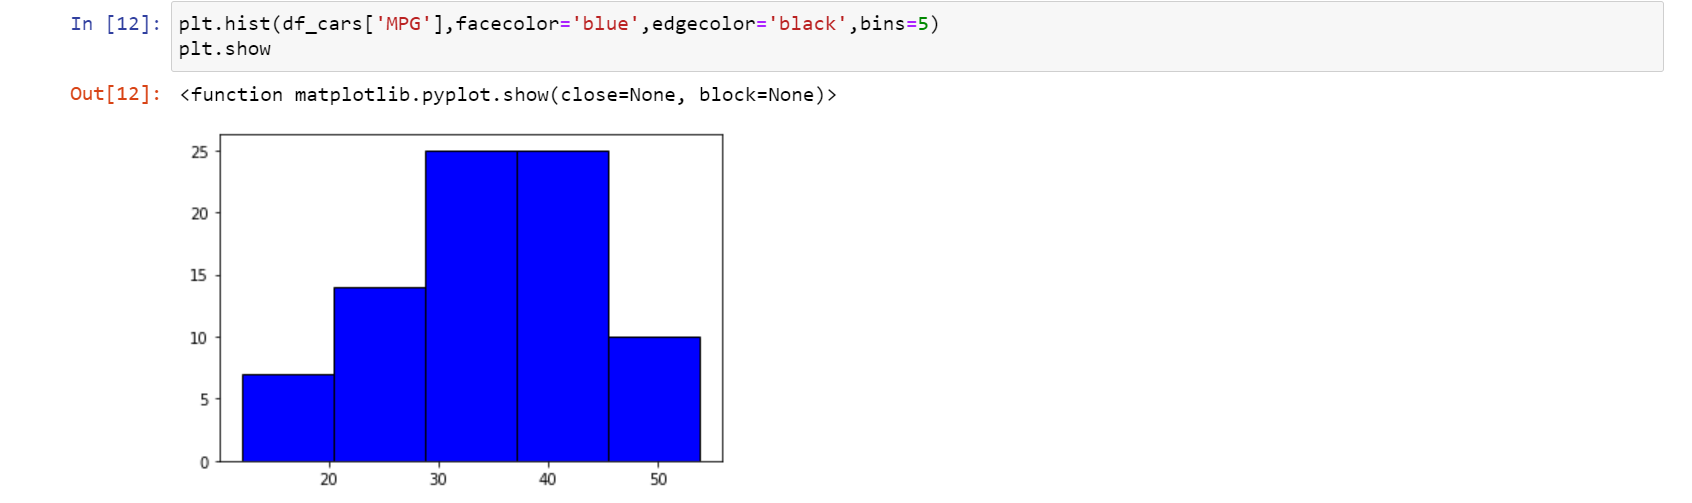 In [12]: plt.hist(df_cars['MPG'],facecolor='blue',edgecolor='black',bins=5)
plt.show
Out[12]: <function matplotlib.pyplot.show(close=None, block=None)>
25
20
15
10
5
0
20 30 40 50